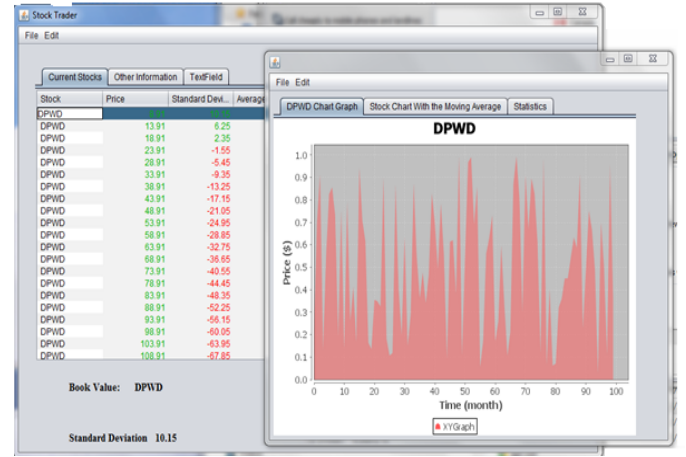 Stock Trader
File Edit
Current Stocks Other Information TextField
Stock Price Standard Devi... Average
DPWD
DPWD 13.91 6.25
DPWD 18.91 2.35
DPWD 23.91 -1.55
DPWD 28.91 -5.45
DPWD 33.91 -9.35
DPWD 38.91 -13.25
DPWD 43.91 -17.15
DPWD 48.91 -21.05
DPWD 53.91 -24.95
DPWD 58.91 -28.85
DPWD 63.91 -32.75
DPWD 68.91 -36.65
DPWD 73.91 -40.55
DPWD 78.91 -44.45
DPWD 83.91 -48.35
DPWD 88.91 -52.25
DPWD 93.91 -56.15
DPWD 98.91 -60.05
DPWD 103.91 -63.95
DPWD 108.91 -67.85
Book Value: DPWD
Standard Deviation 10.15
File Edit
DPWD Chart Graph Stock Chart With the Moving Average Statistics
DPWD
Price ($)
1.0
0.9
0.8
0.7
0.6
0.5
0.4
0.3
0.2
0.1
0.0
0 10 20 30 40 50 60 70 80 90 100
Time (month)
XYGraph